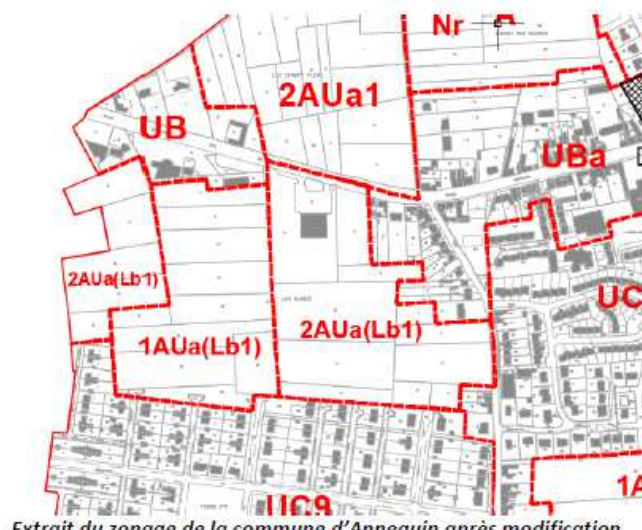 Nr
2AUa1
UB
UBa
2AUa(Lb1)
UC
1AUa(Lb1)
2AUa(Lb1)
UC9
1A
Extrait du zonage de la commune d'Annequin après modification